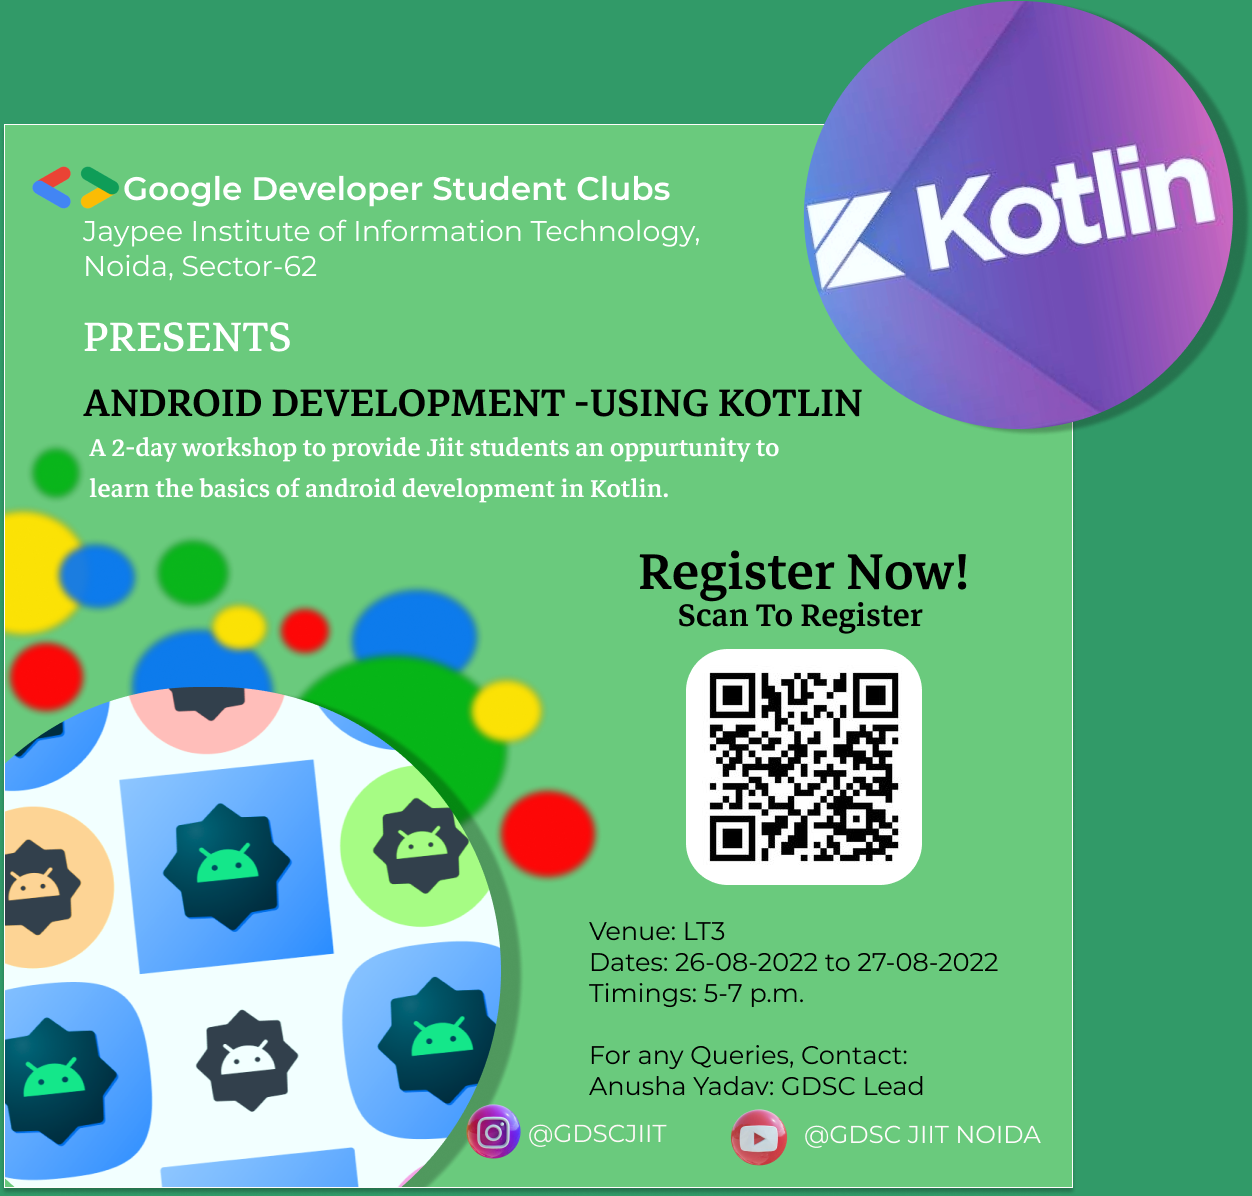 Kotlin
Google Developer Student Clubs
Jaypee Institute of Information Technology,
Noida, Sector-62
PRESENTS
ANDROID DEVELOPMENT -USING KOTLIN
A 2-day workshop to provide Jiit students an oppurtunity to
learn the basics of android development in Kotlin.
Register Now!
Scan To Register
Venue: LT3
Dates: 26-08-2022 to 27-08-2022
Timings: 5-7 p.m.
For any Queries, Contact:
Anusha Yadav: GDSC Lead
@GDSCJIIT
@GDSC JIIT NOIDA